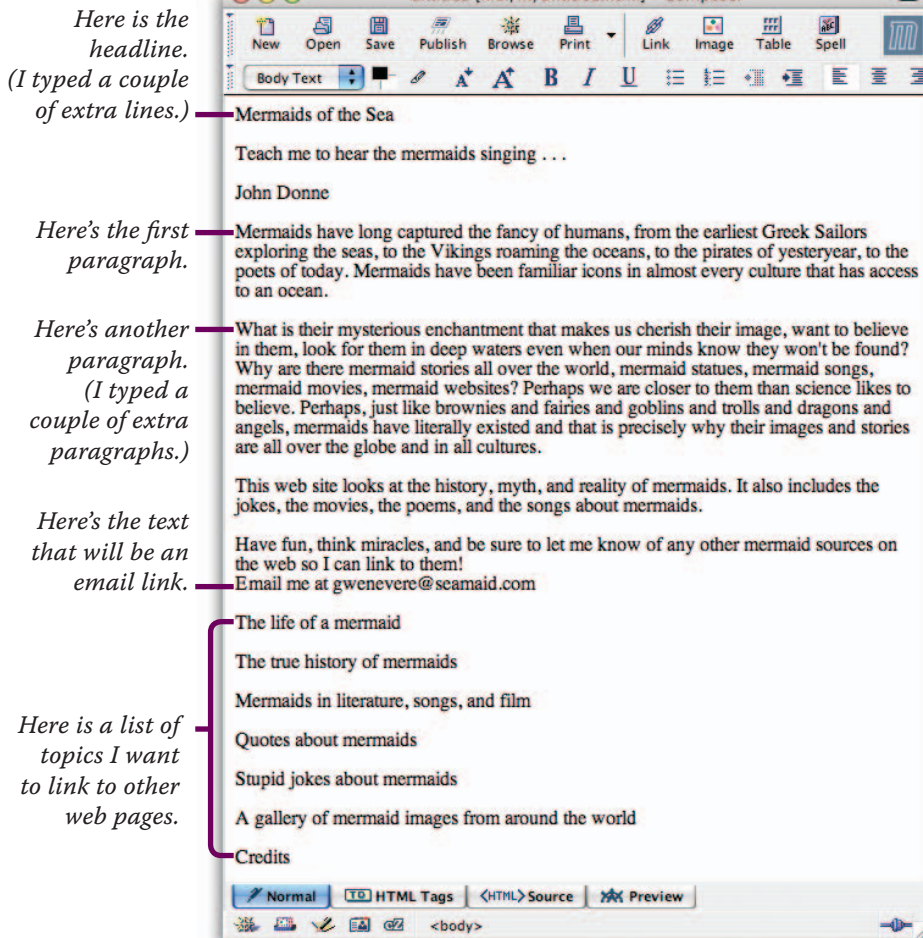 Here is the
headline.
(I typed a couple
of extra lines.)
New Open Save Publish Browse Print Link Image Table Spell
Body Text
Mermaids of the Sea
Teach me to hear the mermaids singing . . .
John Donne
Here's the first
paragraph.
Mermaids have long captured the fancy of humans, from the earliest Greek Sailors
exploring the seas, to the Vikings roaming the oceans, to the pirates of yesteryear, to the
poets of today. Mermaids have been familiar icons in almost every culture that has access
to an ocean.
Here's another
paragraph.
(I typed a
couple of extra
paragraphs.)
What is their mysterious enchantment that makes us cherish their image, want to believe
in them, look for them in deep waters even when our minds know they won't be found?
Why are there mermaid stories all over the world, mermaid statues, mermaid songs,
mermaid movies, mermaid websites? Perhaps we are closer to them than science likes to
believe. Perhaps, just like brownies and fairies and goblins and trolls and dragons and
angels, mermaids have literally existed and that is precisely why their images and stories
are all over the globe and in all cultures.
This web site looks at the history, myth, and reality of mermaids. It also includes the
jokes, the movies, the poems, and the songs about mermaids.
Here's the text
that will be an
email link.
Have fun, think miracles, and be sure to let me know of any other mermaid sources on
the web so I can link to them!
Email me at gwenevere@seamaid.com
Here is a list of
topics I want
to link to other
web pages.
The life of a mermaid
The true history of mermaids
Mermaids in literature, songs, and film
Quotes about mermaids
Stupid jokes about mermaids
A gallery of mermaid images from around the world
Credits
Normal TD HTML Tags <HTML> Source Preview
<body>